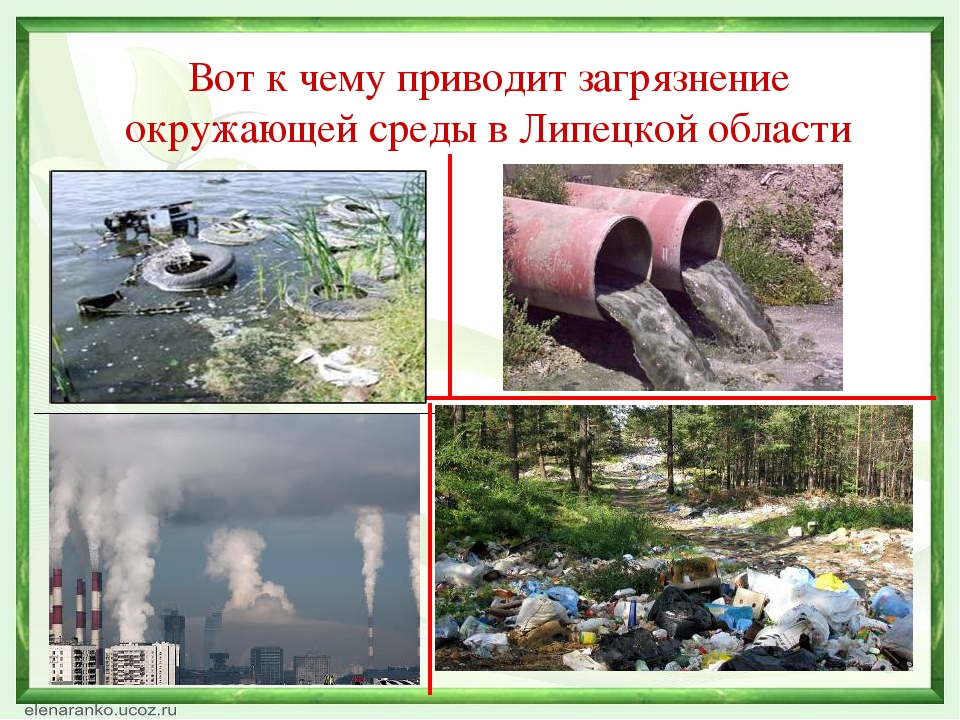 Вот к чему приводит загрязнение
окружающей среды в Липецкой области
elenaranko.ucoz.ru